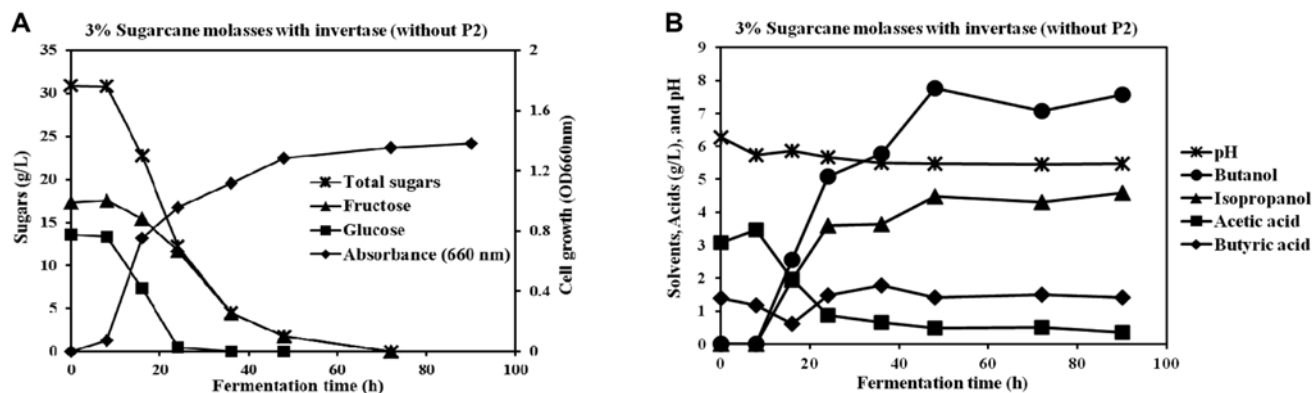 A
3% Sugarcane molasses with invertase (without P2)
35
30
25
20
15
10
5
0
Sugars (g/L)
2
1.6
1.2
0.8
0.4
0
Cell growth (OD660nm)
Total sugars
Fructose
Glucose
Absorbance (660 nm)
0 20 40 60 80 100
Fermentation time (h)
B
3% Sugarcane molasses with invertase (without P2)
9
8
7
6
5
4
3
2
1
0
Solvents, Acids (g/L), and pH
pH
Butanol
Isopropanol
Acetic acid
Butyric acid
0 20 40 60 80 100
Fermentation time (h)